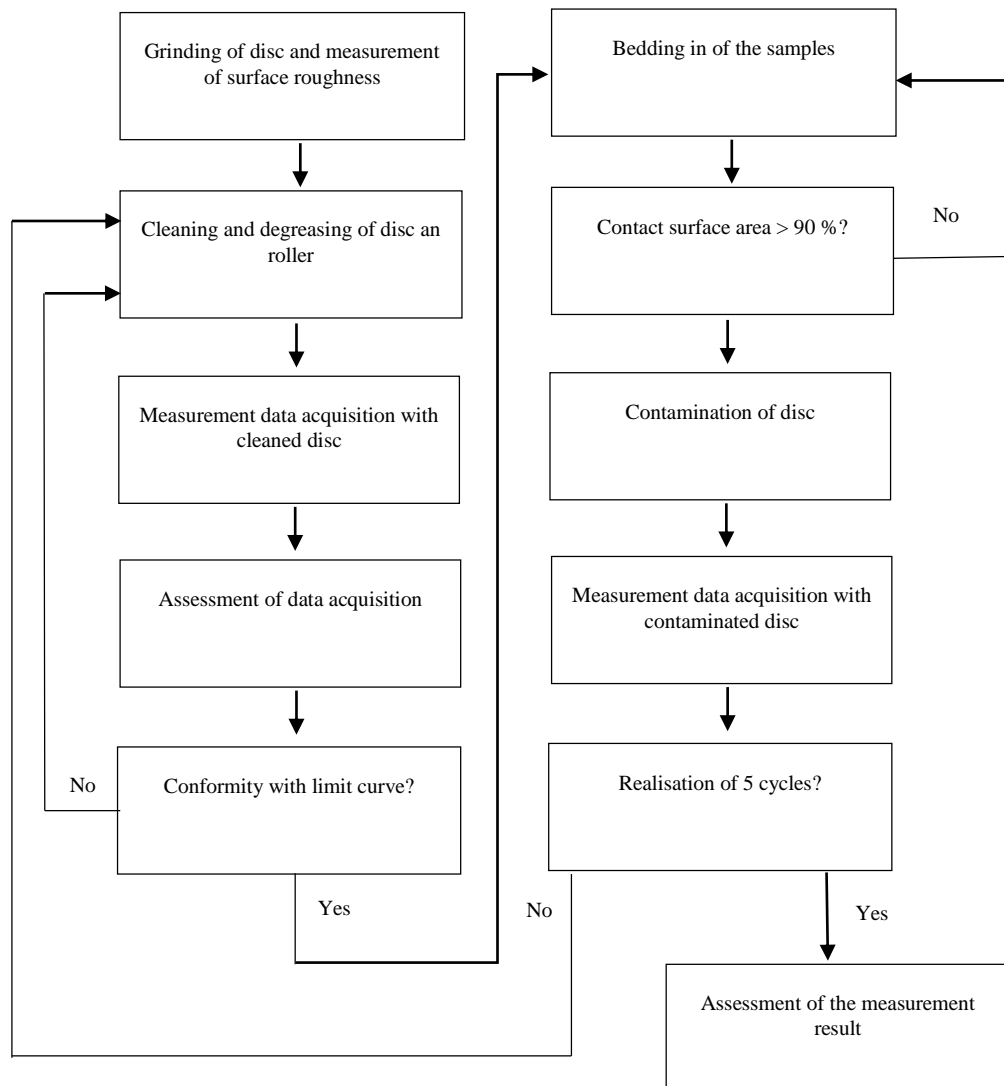 Grinding of disc and measurement
of surface roughness
Cleaning and degreasing of disc an
roller
Measurement data acquisition with
cleaned disc
Assessment of data acquisition
No
Conformity with limit curve?
Yes
Bedding in of the samples
Contact surface area > 90 %?
No
Contamination of disc
Measurement data acquisition with
contaminated disc
Realisation of 5 cycles?
No
Yes
Assessment of the measurement
result